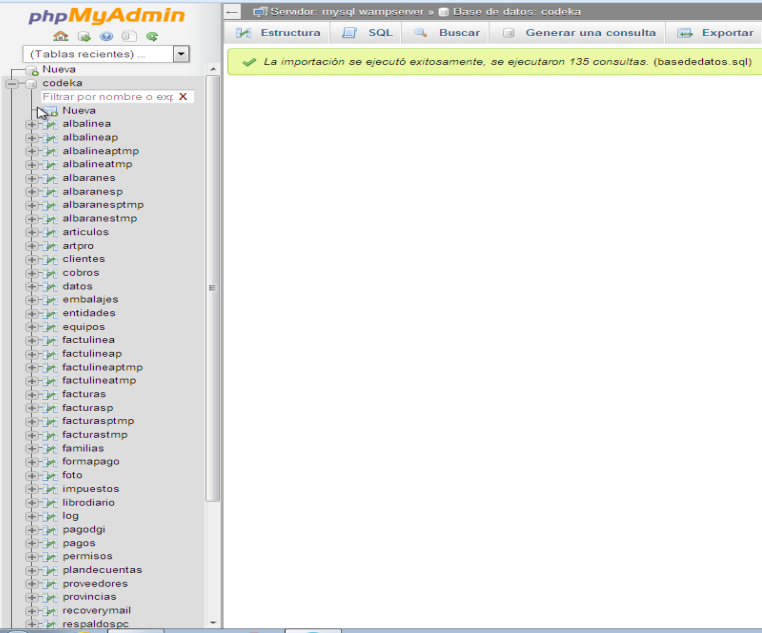 phpMyAdmin
(Tablas recientes) ...
Nueva
codeka
Filtrar por nombre o exp X
Nueva
albalinea
albalineap
albalineaptmp
albalineatmp
albaranes
albaranesp
albaranesptmp
albaranestmp
articulos
artpro
clientes
cobros
datos
embalajes
entidades
equipos
factulinea
factulineap
factulineaptmp
factulineatmp
facturas
facturasp
facturasptmp
facturastmp
familias
formapago
foto
impuestos
librodiario
log
pagodgi
pagos
permisos
plandecuentas
proveedores
provincias
recoverymail
respaldospc
Servidor: mysql wampserver » Base de datos: codeka
Estructura SQL Buscar Generar una consulta Exportar
La importación se ejecutó exitosamente, se ejecutaron 135 consultas. (basededatos.sql)